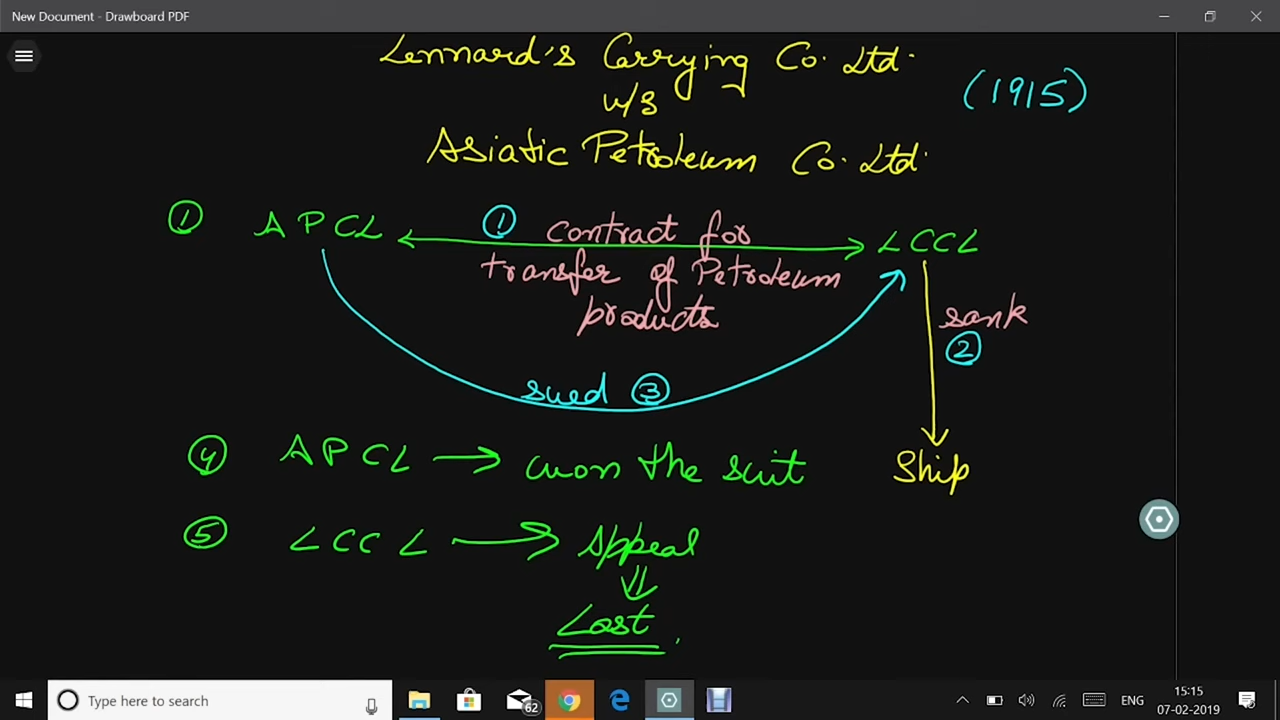 New Document - Drawboard PDF
Lennard's Carrying Co. Ltd.
v/s
(1915)
Asiatic Petroleum Co. Ltd.
① APCL ① contract for LCCL
transfer of Petroleum
products
sank
②
sued ③
④ APCL → won the suit
Ship
⑤ LCCL → Appeal
Lost
Type here to search
62
ENG
15:15
07-02-2019